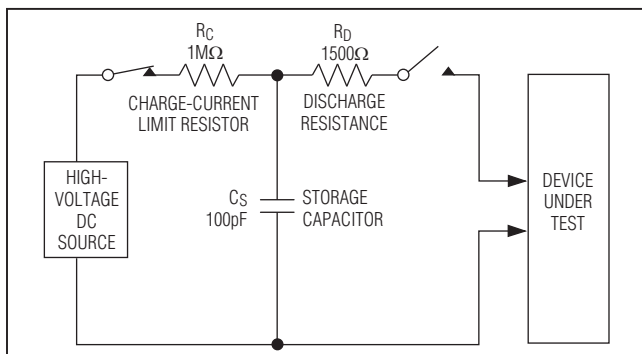 RC
1MΩ
CHARGE-CURRENT
LIMIT RESISTOR
RD
1500Ω
DISCHARGE
RESISTANCE
HIGH-
VOLTAGE
DC
SOURCE
CS
100pF
STORAGE
CAPACITOR
DEVICE
UNDER
TEST